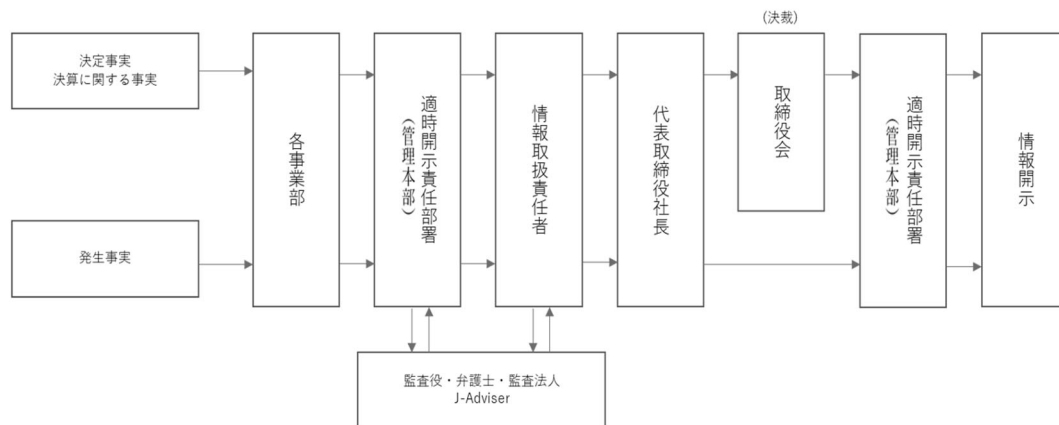 (決裁)
決定事実
決算に関する事実
発生事実
各事業部
適時開示責任部署
(管理本部)
情報取扱責任者
代表取締役社長
取締役会
適時開示責任部署
(管理本部)
情報開示
監査役・弁護士・監査法人
J-Adviser